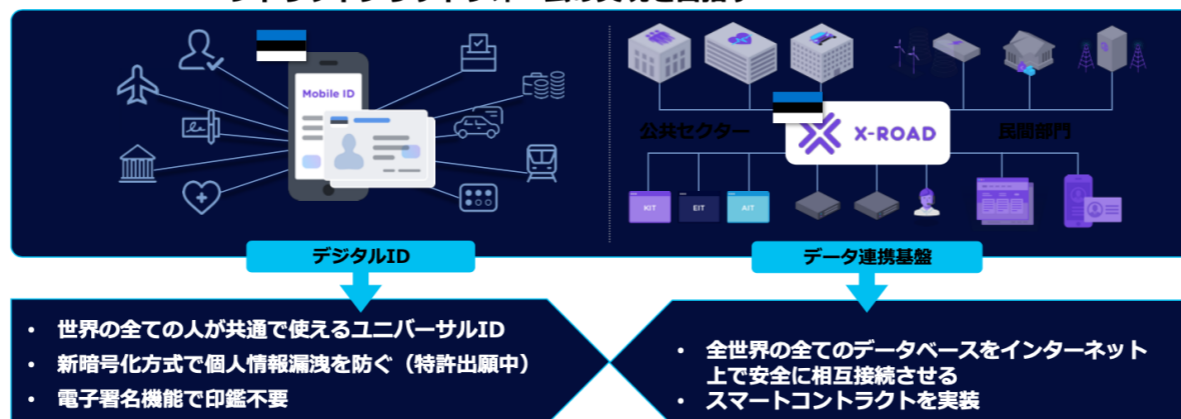 Mobile ID
公共セクター
X-ROAD
民間部門
KIT
EIT
AIT
デジタルID
データ連携基盤
• 世界の全ての人が共通で使えるユニバーサルID
• 新暗号化方式で個人情報漏洩を防ぐ（特許出願中）
• 電子署名機能で印鑑不要
• 全世界の全てのデータベースをインターネット
上で安全に相互接続させる
• スマートコントラクトを実装